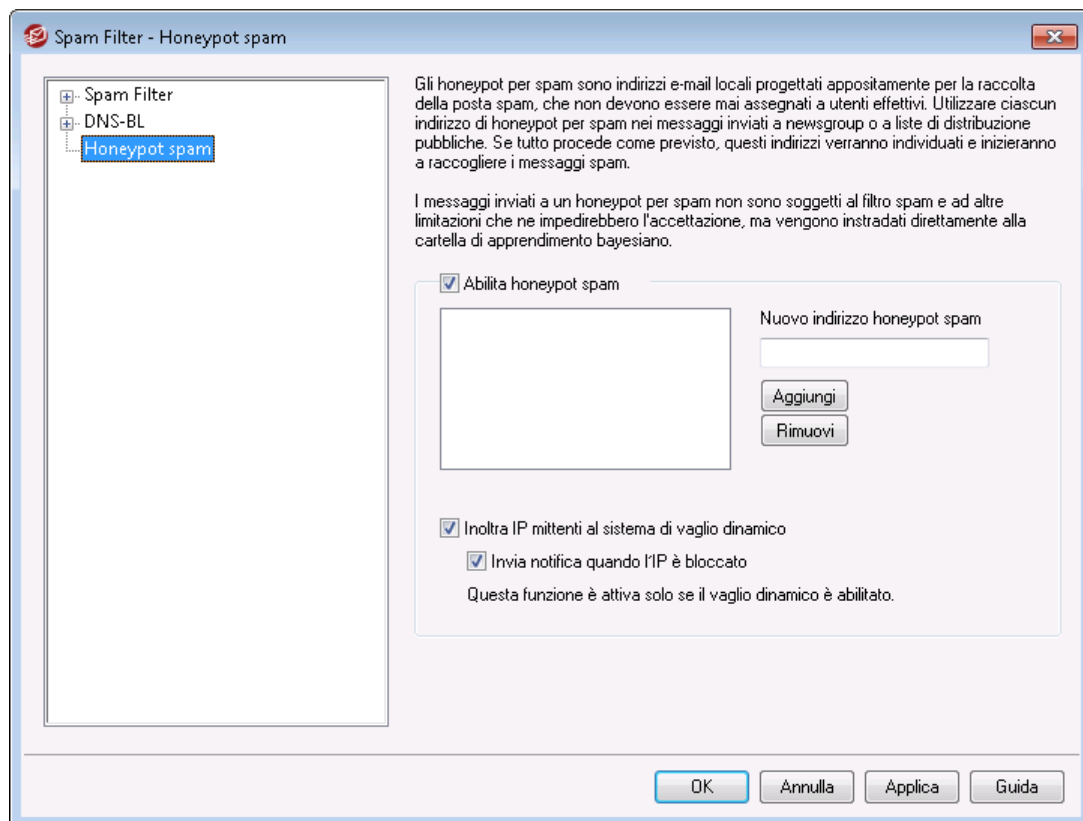 Spam Filter - Honeypot spam
Spam Filter
DNS-BL
Honeypot spam
Gli honeypot per spam sono indirizzi e-mail locali progettati appositamente per la raccolta
della posta spam, che non devono essere mai assegnati a utenti effettivi. Utilizzare ciascun
indirizzo di honeypot per spam nei messaggi inviati a newsgroup o a liste di distribuzione
pubbliche. Se tutto procede come previsto, questi indirizzi verranno individuati e inizieranno
a raccogliere i messaggi spam.
I messaggi inviati a un honeypot per spam non sono soggetti al filtro spam e ad altre
limitazioni che ne impedirebbero l'accettazione, ma vengono instradati direttamente alla
cartella di apprendimento bayesiano.
Abilita honeypot spam
Nuovo indirizzo honeypot spam
Aggiungi
Rimuovi
Inoltra IP mittenti al sistema di vaglio dinamico
Invia notifica quando l'IP è bloccato
Questa funzione è attiva solo se il vaglio dinamico è abilitato.
OK
Annulla
Applica
Guida